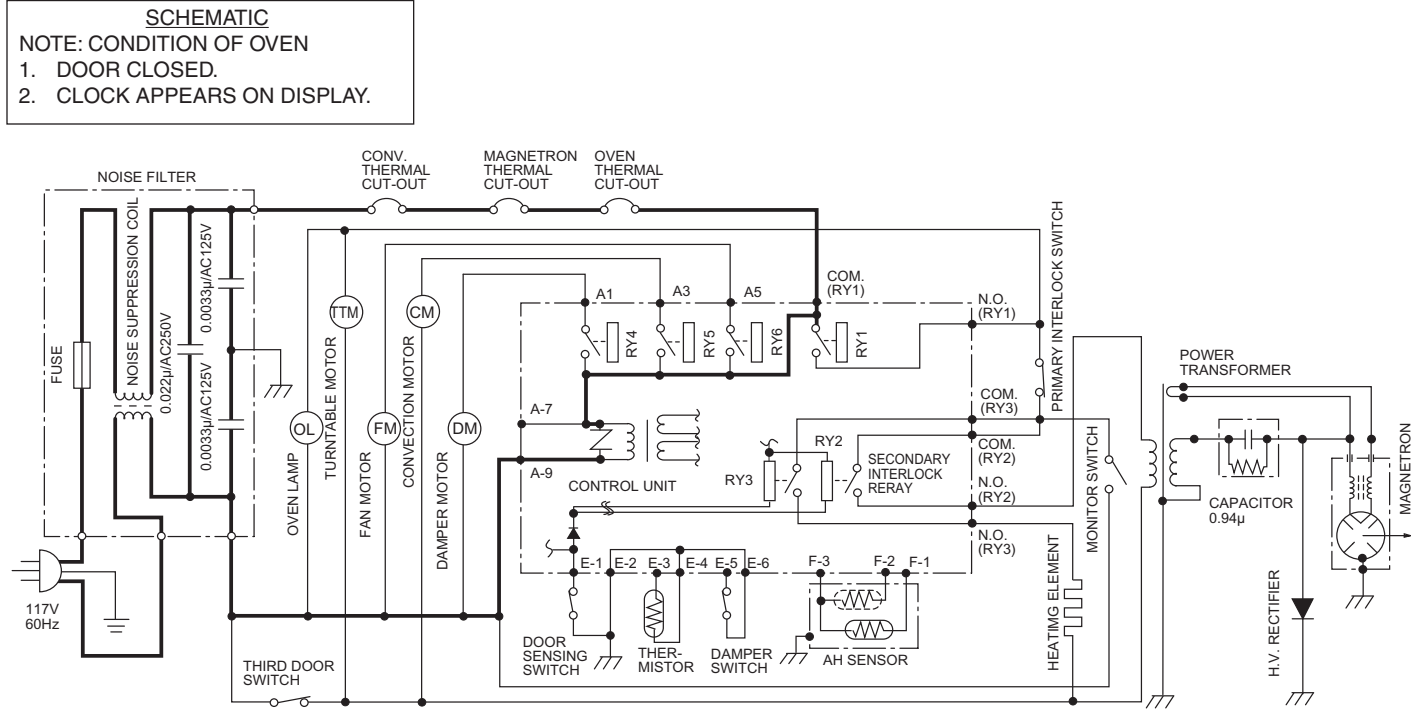 SCHEMATIC
NOTE: CONDITION OF OVEN
1. DOOR CLOSED.
2. CLOCK APPEARS ON DISPLAY.
NOISE FILTER
CONV.
THERMAL
CUT-OUT
MAGNETRON
THERMAL
CUT-OUT
OVEN
THERMAL
CUT-OUT
FUSE
NOISE SUPPRESSION COIL
0.022µ/AC250V
0.0033µ/AC125V
0.0033µ/AC125V
117V
60Hz
OL
OVEN LAMP
TTM
TURNTABLE MOTOR
FM
FAN MOTOR
CM
CONVECTION MOTOR
DM
DAMPER MOTOR
THIRD DOOR
SWITCH
A1
A3
A5
COM.
(RY1)
RY4
RY5
RY6
RY1
N.O.
(RY1)
PRIMARY INTERLOCK SWITCH
A-7
A-9
CONTROL UNIT
COM.
(RY3)
COM.
(RY2)
RY2
RY3
SECONDARY
INTERLOCK
RERAY
N.O.
(RY2)
N.O.
(RY3)
E-1
E-2
E-3
E-4
E-5
E-6
F-3
F-2
F-1
DOOR
SENSING
SWITCH
THER-
MISTOR
DAMPER
SWITCH
AH SENSOR
HEATIMG ELEMENT
MONITOR SWITCH
POWER
TRANSFORMER
CAPACITOR
0.94µ
H.V. RECTIFIER
MAGNETRON